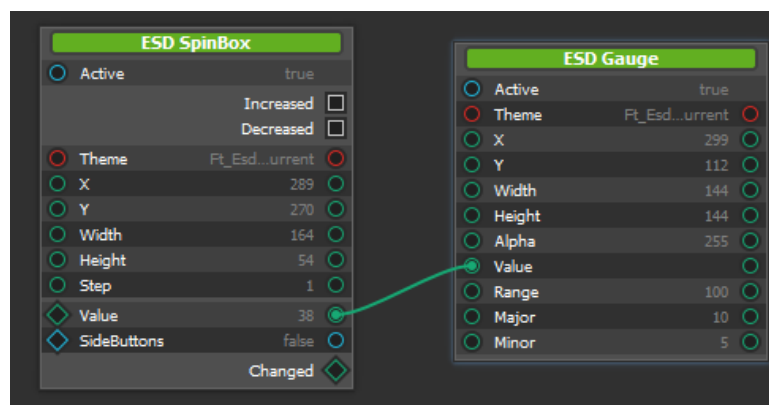 ESD SpinBox
Active true
Increased
Decreased
Theme Ft_Esd...urrent
X 289
Y 270
Width 164
Height 54
Step 1
Value 38
SideButtons false
Changed
ESD Gauge
Active true
Theme Ft_Esd...urrent
X 299
Y 112
Width 144
Height 144
Alpha 255
Value
Range 100
Major 10
Minor 5